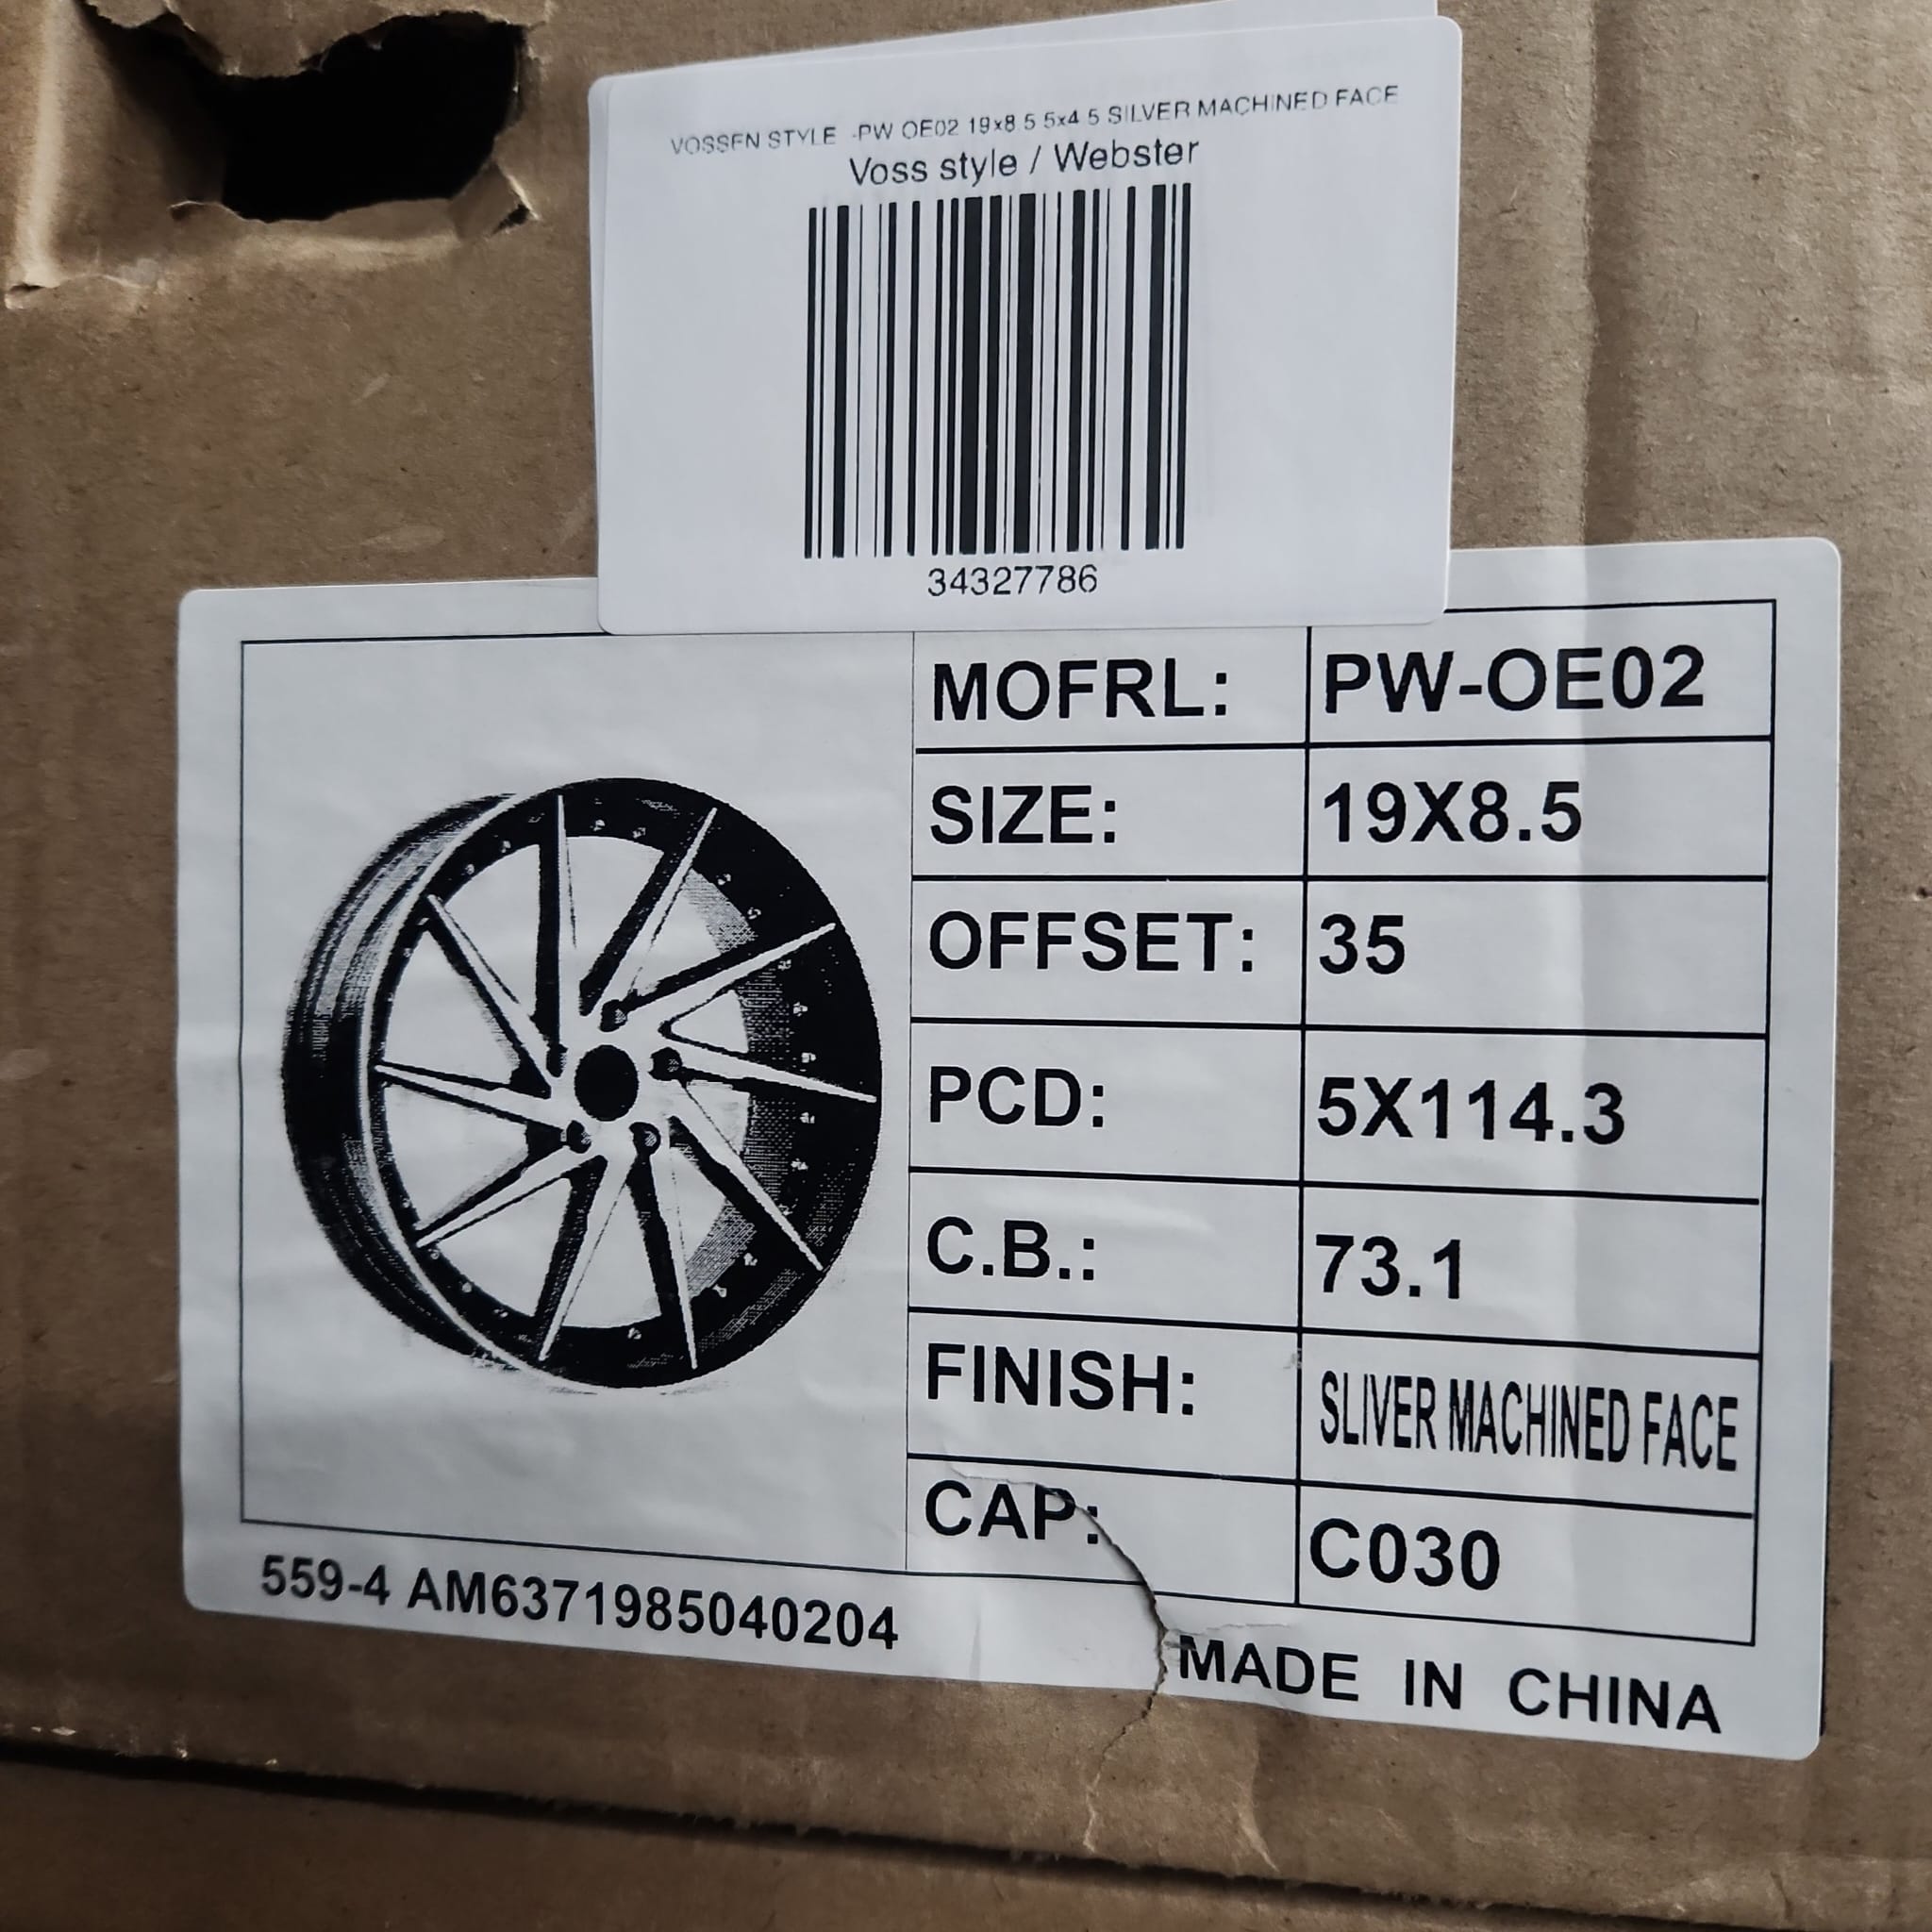 VOSSEN STYLE -PW OE02 19x8 5 5x4 5 SILVER MACHINED FACE
Voss style / Webster
34327786
MOFRL: PW-OE02
SIZE: 19X8.5
OFFSET: 35
PCD: 5X114.3
C.B.: 73.1
FINISH: SLIVER MACHINED FACE
CAP: C030
559-4 AM6371985040204
MADE IN CHINA